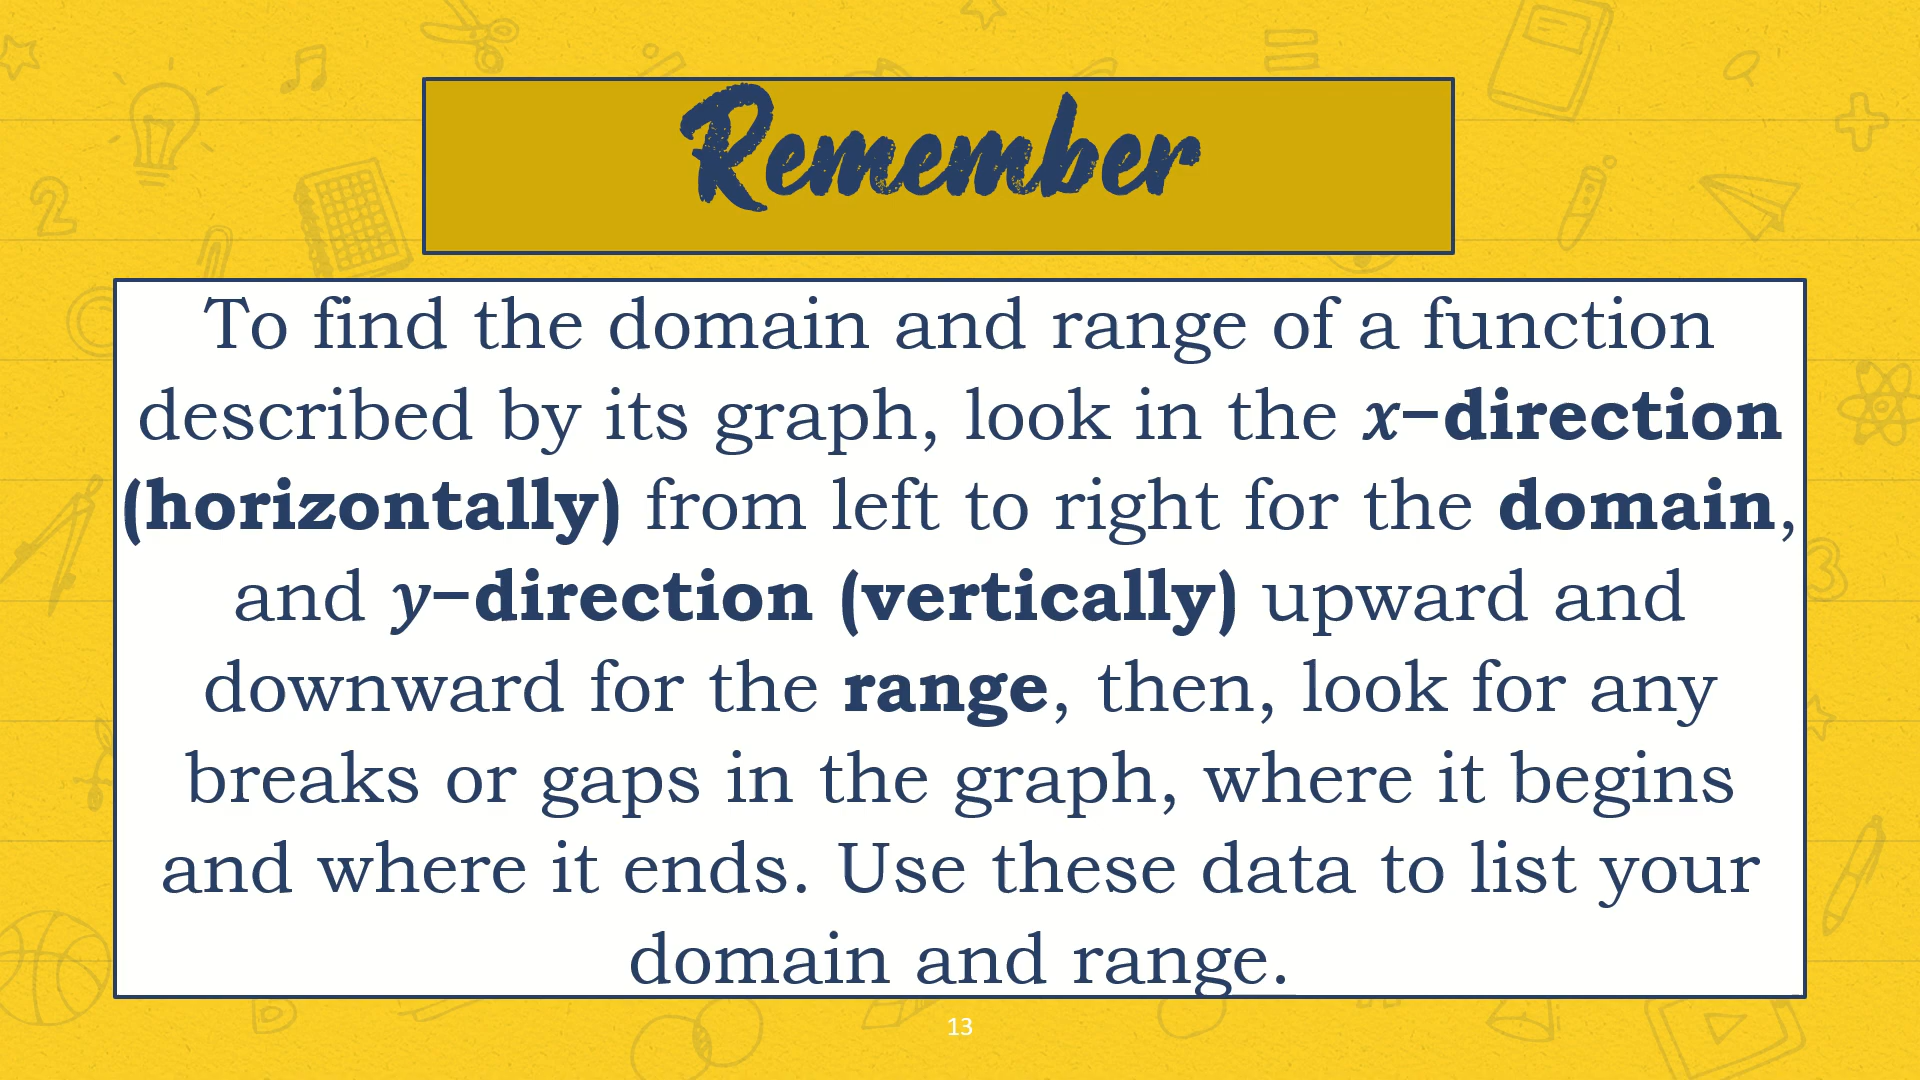 Remember
To find the domain and range of a function
described by its graph, look in the x–direction
(horizontally) from left to right for the domain,
and y–direction (vertically) upward and
downward for the range, then, look for any
breaks or gaps in the graph, where it begins
and where it ends. Use these data to list your
domain and range.
13